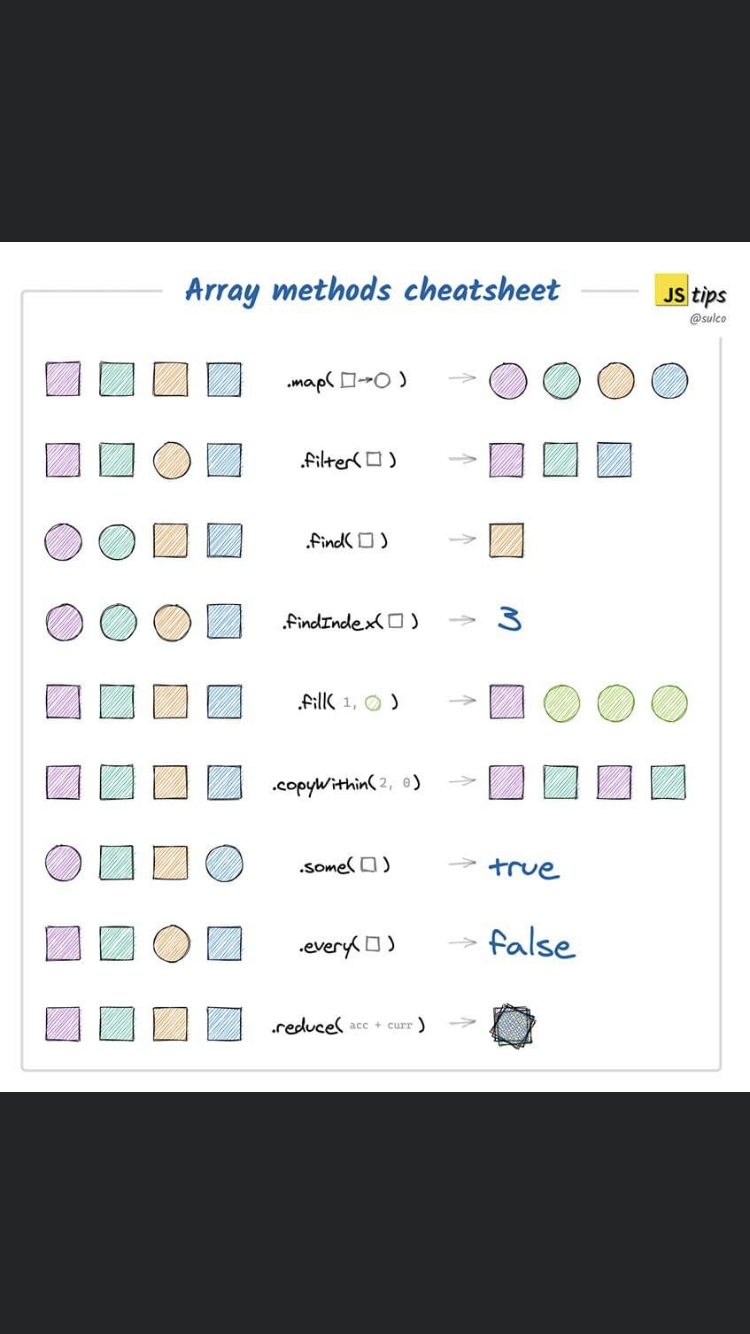 Array methods cheatsheet
JS tips
@sulco
.map( □→○ )
.filter( □ )
.find( □ )
.findIndex( □ ) 3
.fill( 1, )
.copyWithin( 2, 0 )
.some( □ ) true
.every( □ ) false
.reduce( acc + curr )